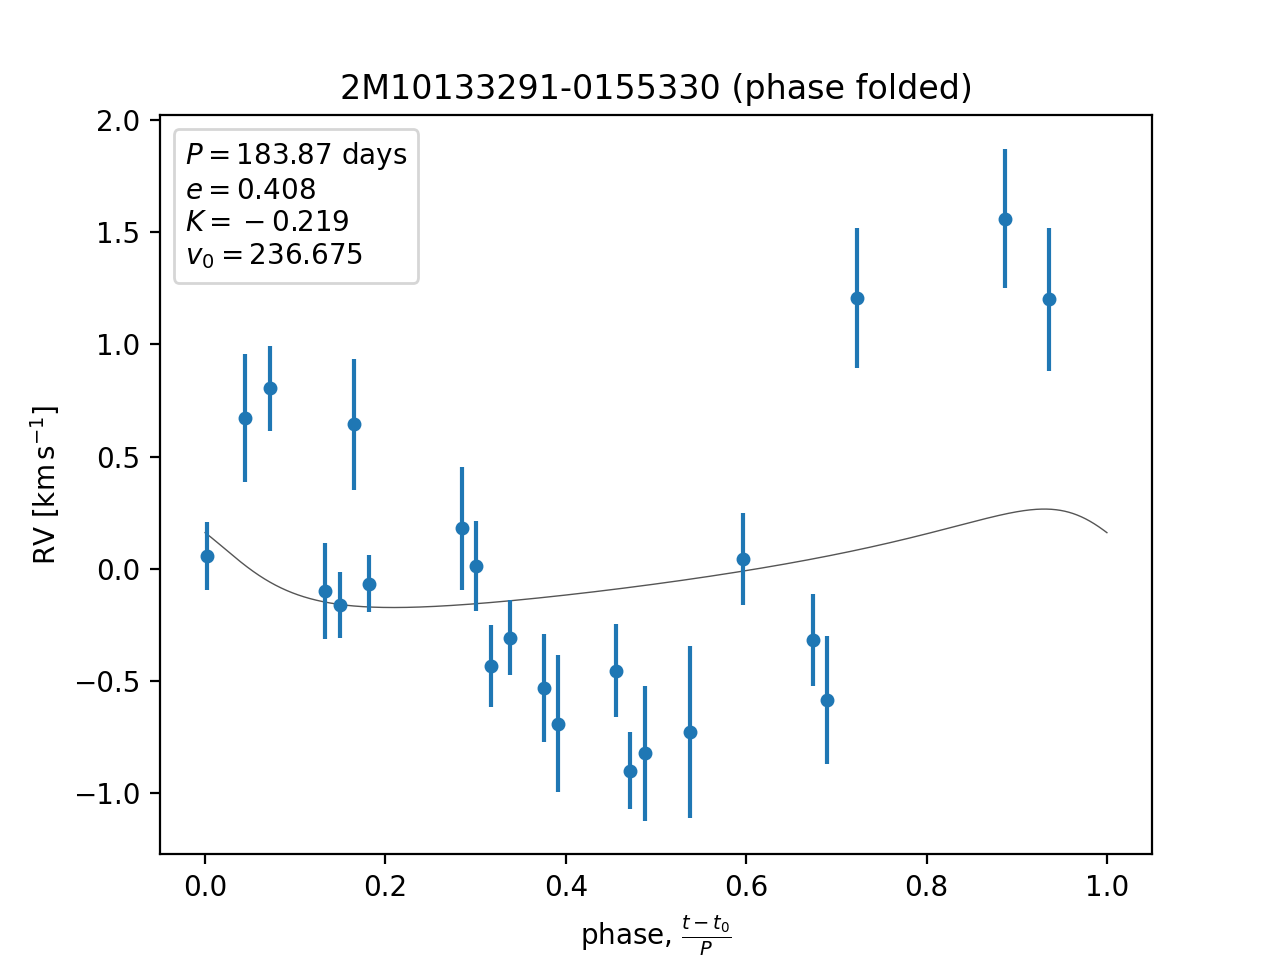 2M10133291-0155330 (phase folded)
P = 183.87 days
e = 0.408
K = −0.219
v₀ = 236.675
2.0
1.5
1.0
0.5
0.0
−0.5
−1.0
RV [km s⁻¹]
0.0 0.2 0.4 0.6 0.8 1.0
phase, (t − t₀)/P